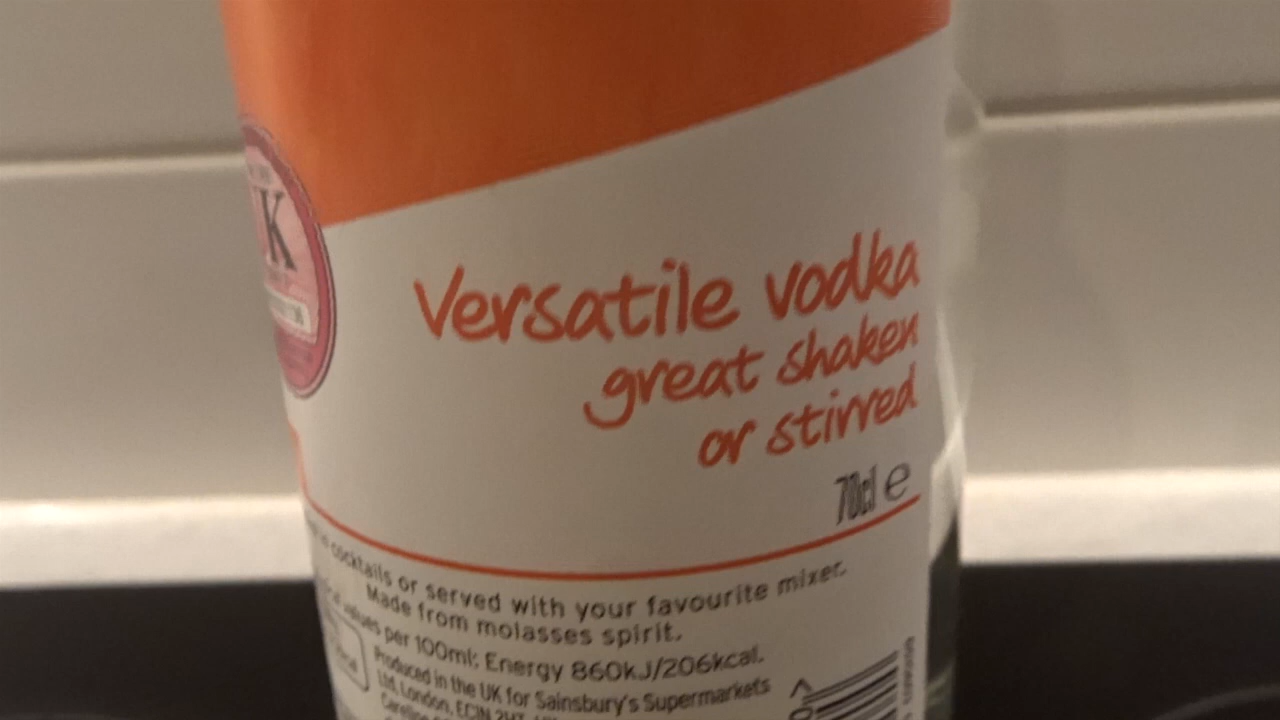 K
Versatile vodka
great shaken
or stirred
70cl e
in cocktails or served with your favourite mixer.
Made from molasses spirit.
values per 100ml: Energy 860kJ/206kcal.
Produced in the UK for Sainsbury's Supermarkets
Ltd, London, EC1N 2HT